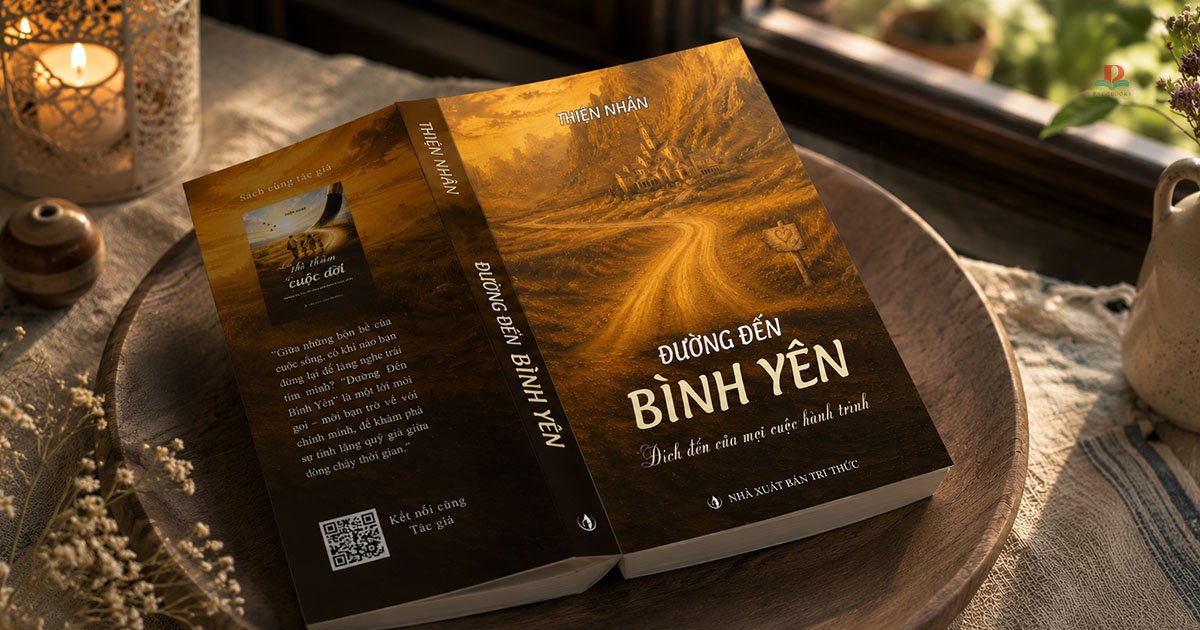 THIỆN NHÂN
ĐƯỜNG ĐẾN
BÌNH YÊN
Đích đến của mọi cuộc hành trình
NHÀ XUẤT BẢN TRI THỨC
THIỆN NHÂN
ĐƯỜNG ĐẾN BÌNH YÊN
Sách cùng tác giả
thì thầm
cuộc đời
"Giữa những bộn bề của
cuộc sống, có khi nào bạn
dừng lại để lắng nghe trái
tim mình? "Đường Đến
Bình Yên" là một lời mời
gọi – mời bạn trở về với
chính mình, để khám phá
sự tĩnh lặng quý giá giữa
dòng chảy thời gian."
Kết nối cùng
Tác giả